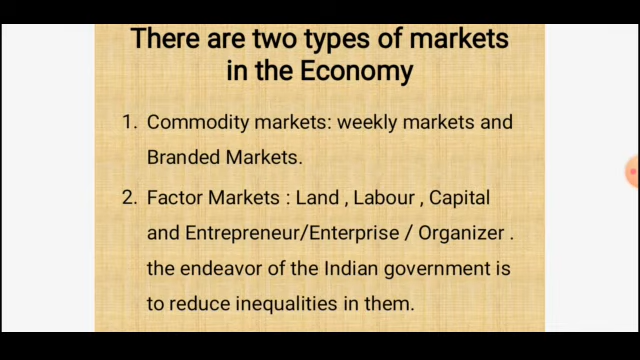 There are two types of markets
in the Economy
1. Commodity markets: weekly markets and
Branded Markets.
2. Factor Markets : Land , Labour , Capital
and Entrepreneur/Enterprise / Organizer .
the endeavor of the Indian government is
to reduce inequalities in them.